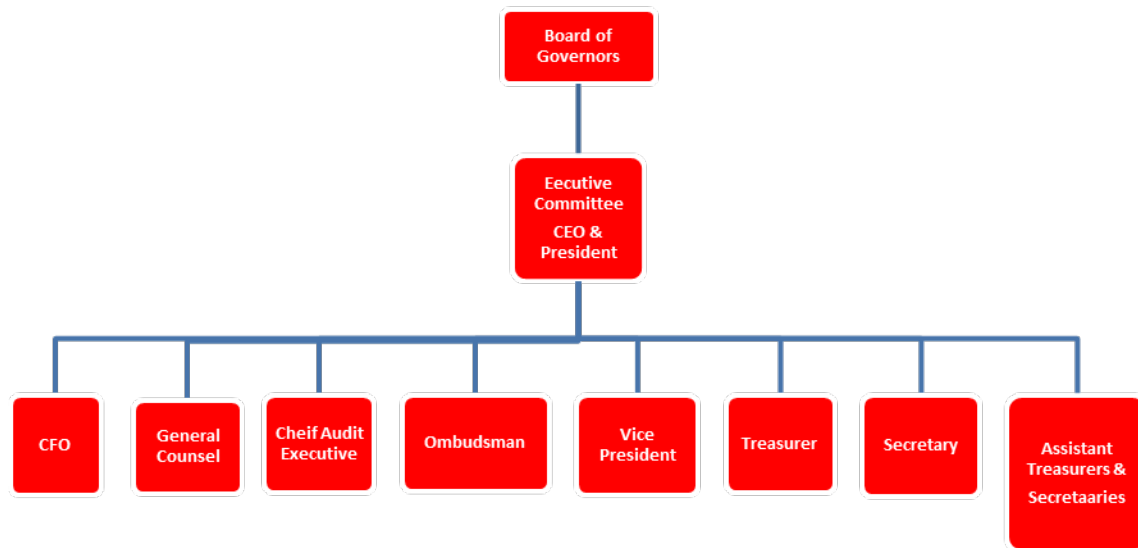 Board of
Governors
Eecutive
Committee
CEO &
President
CFO
General
Counsel
Cheif Audit
Executive
Ombudsman
Vice
President
Treasurer
Secretary
Assistant
Treasurers &
Secretaaries